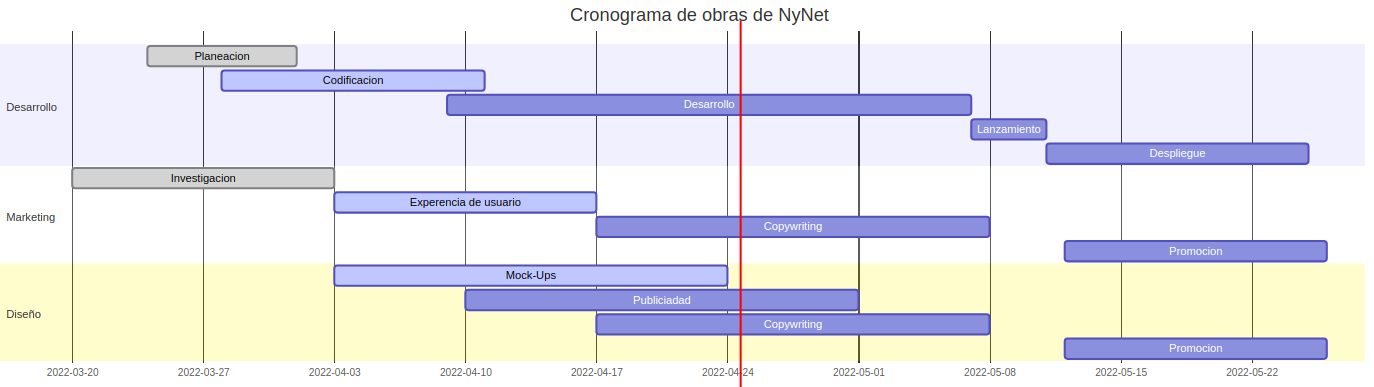 Cronograma de obras de NyNet
Planeacion
Codificacion
Desarrollo
Desarrollo
Lanzamiento
Despliegue
Investigacion
Experencia de usuario
Marketing
Copywriting
Promocion
Mock-Ups
Publiciadad
Diseño
Copywriting
Promocion
2022-03-20 2022-03-27 2022-04-03 2022-04-10 2022-04-17 2022-04-24 2022-05-01 2022-05-08 2022-05-15 2022-05-22